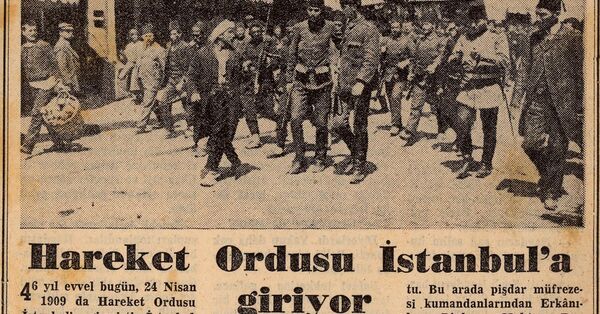 Hareket Ordusu İstanbul'a
giriyor
46 yıl evvel bugün, 24 Nisan
1909 da Hareket Ordusu
tu. Bu arada pişdar müfreze-
si kumandanlarından Erkânı-